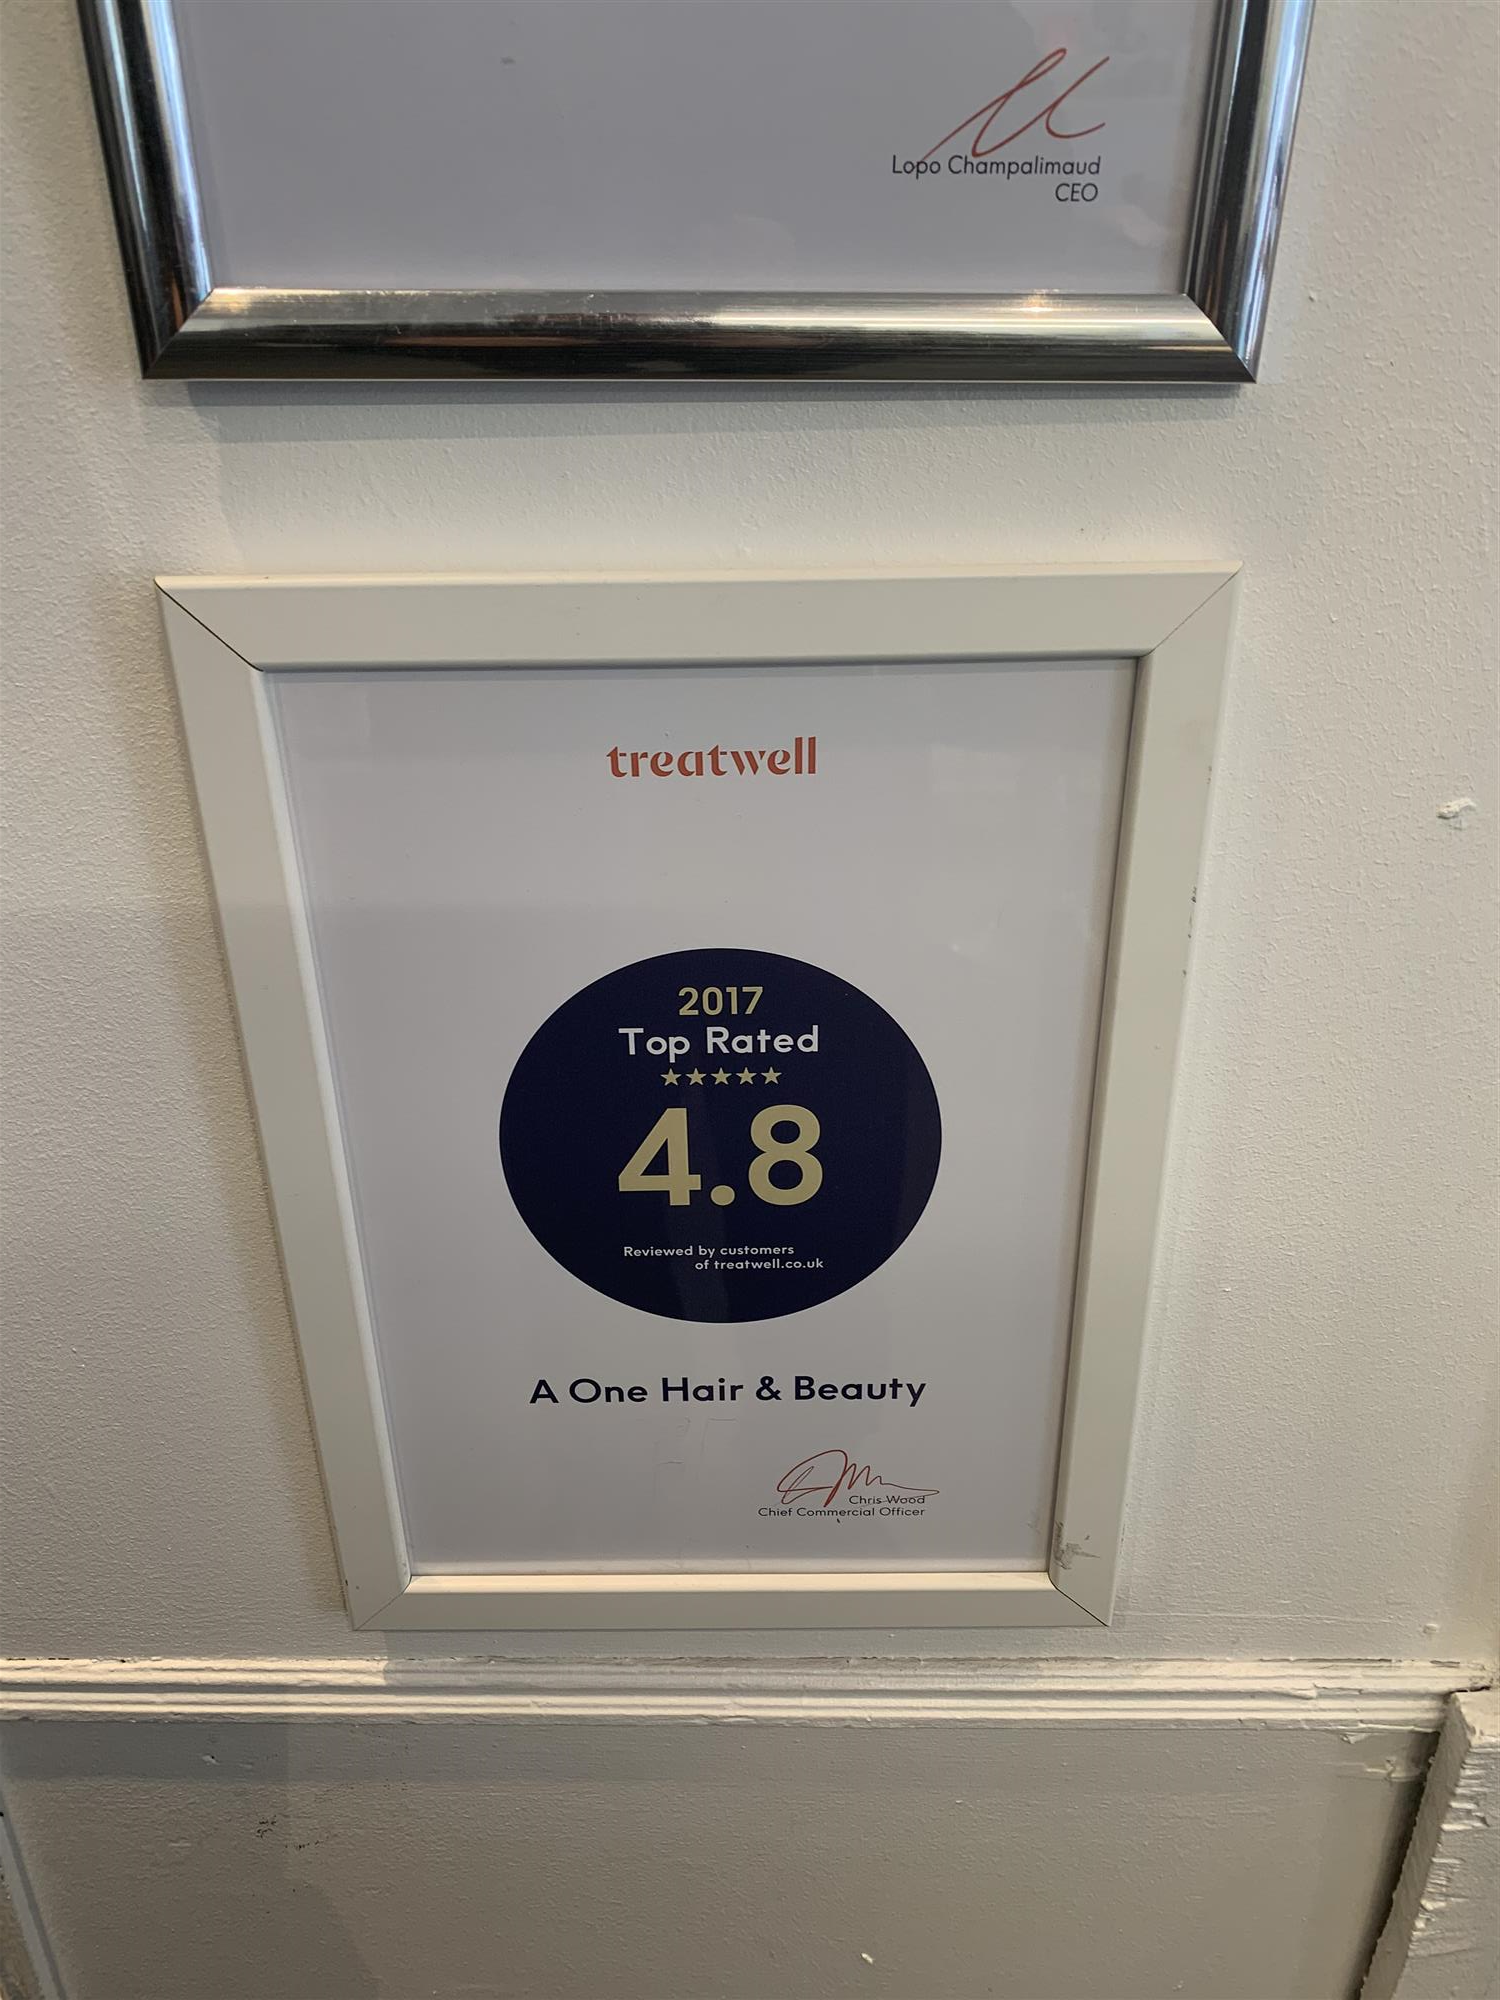 Lopo Champalimaud
CEO
treatwell
2017
Top Rated
4.8
Reviewed by customers
of treatwell.co.uk
A One Hair & Beauty
Chris Wood
Chief Commercial Officer